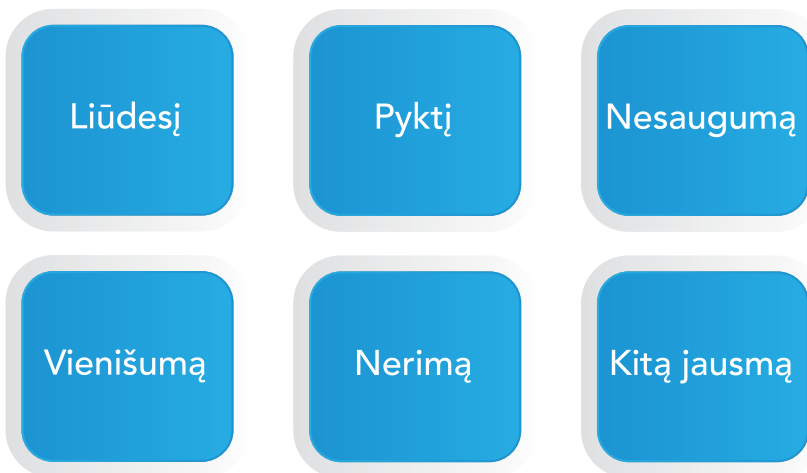 Liūdesį
Pyktį
Nesaugumą
Vienišumą
Nerimą
Kitą jausmą